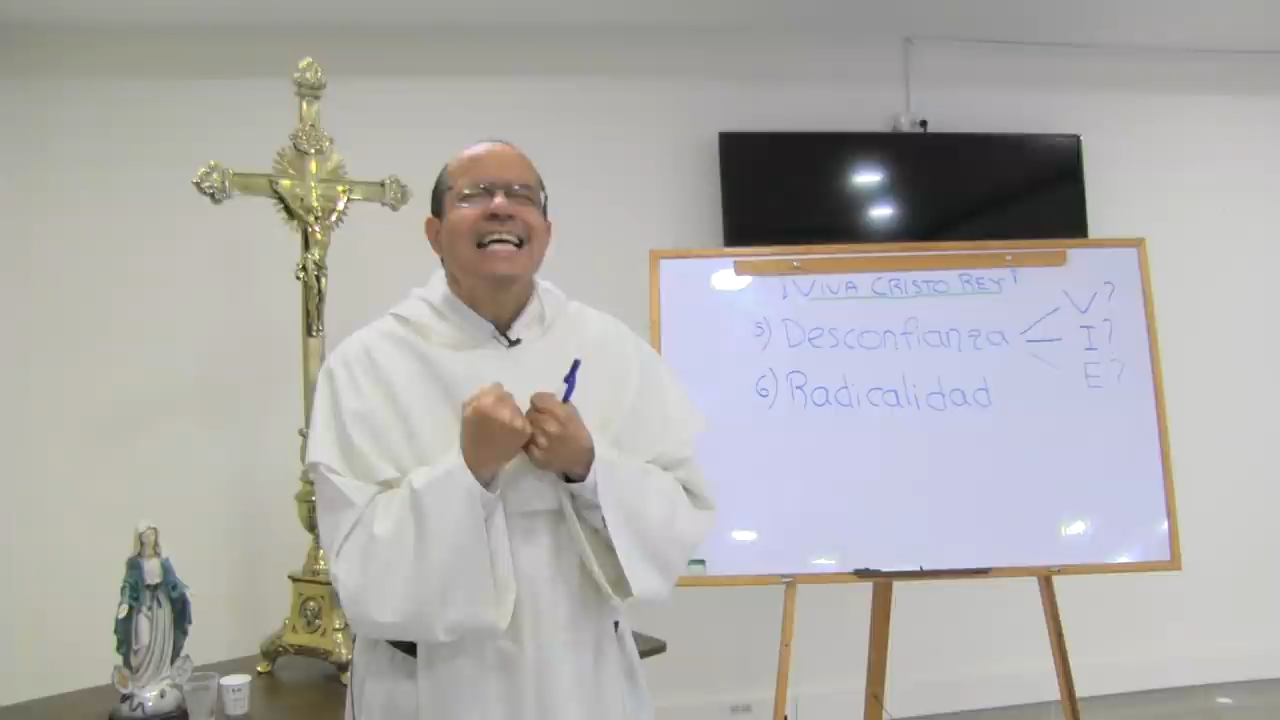 ¡VIVA CRISTO REY!
5) Desconfianza
V?
I?
E?
6) Radicalidad